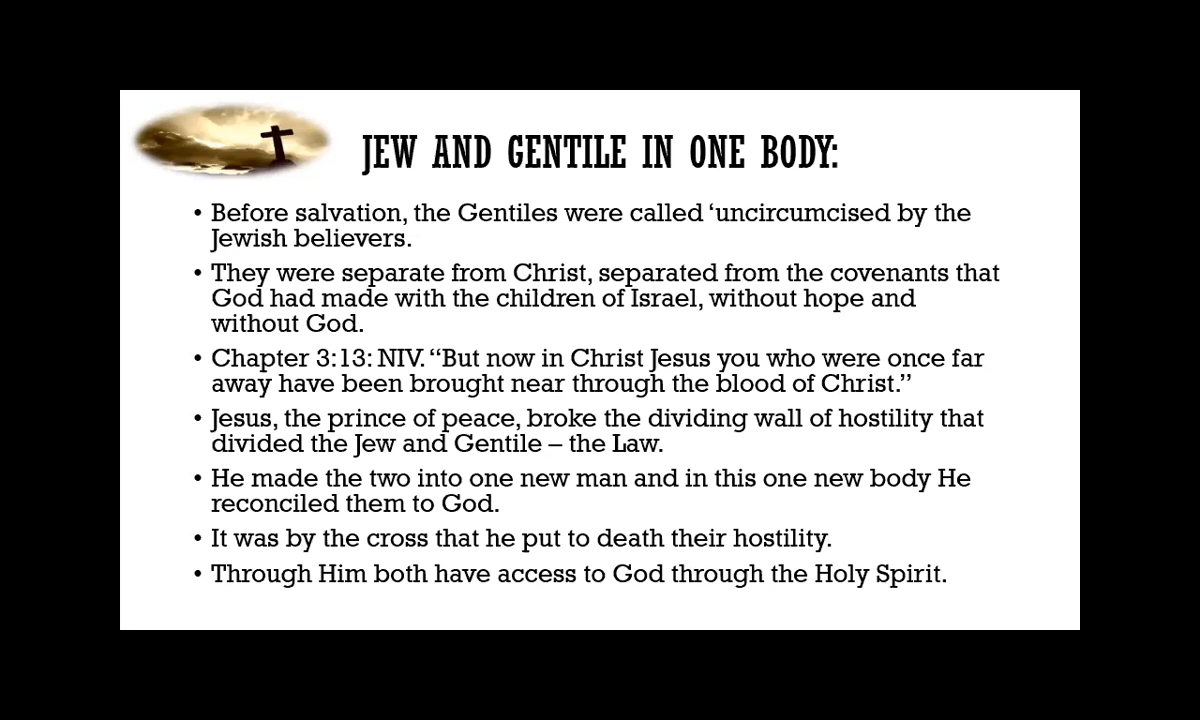 JEW AND GENTILE IN ONE BODY:
• Before salvation, the Gentiles were called ‘uncircumcised by the
Jewish believers.
• They were separate from Christ, separated from the covenants that
God had made with the children of Israel, without hope and
without God.
• Chapter 3:13: NIV. “But now in Christ Jesus you who were once far
away have been brought near through the blood of Christ.”
• Jesus, the prince of peace, broke the dividing wall of hostility that
divided the Jew and Gentile – the Law.
• He made the two into one new man and in this one new body He
reconciled them to God.
• It was by the cross that he put to death their hostility.
• Through Him both have access to God through the Holy Spirit.